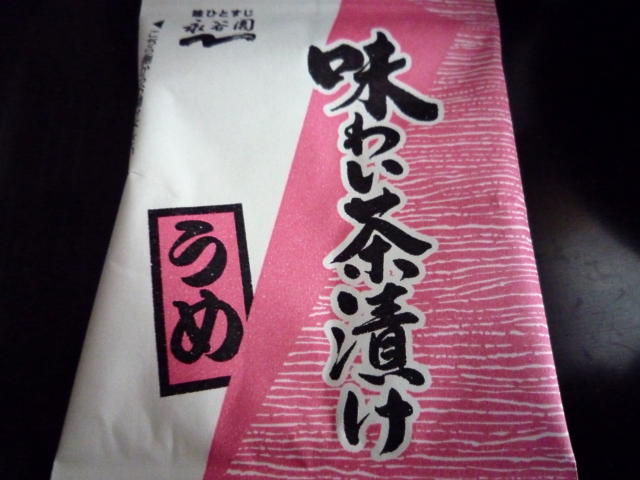 味ひとすじ
永谷園
味わい茶漬け
うめ